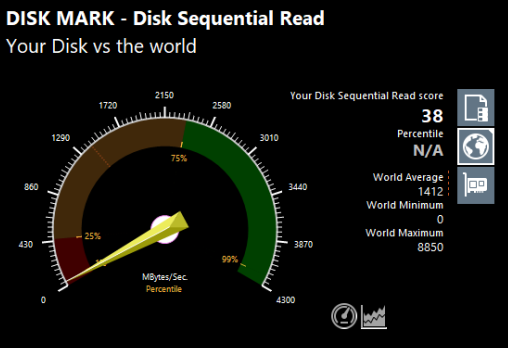 DISK MARK - Disk Sequential Read
Your Disk vs the world
Your Disk Sequential Read score
38
Percentile
N/A
World Average
1412
World Minimum
0
World Maximum
8850
0
430
860
1290
1720
2150
2580
3010
3440
3870
4300
25%
75%
99%
MBytes/Sec.
Percentile